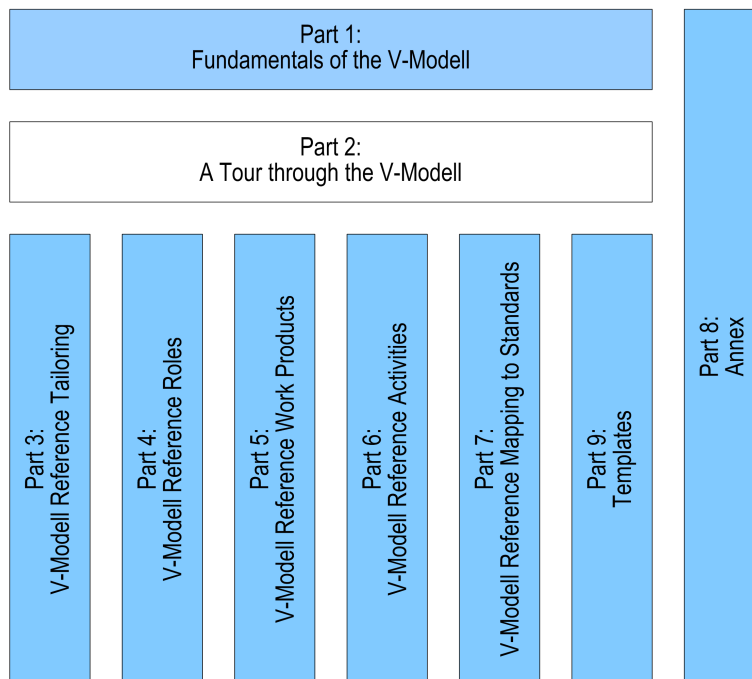 Part 1:
Fundamentals of the V-Modell
Part 2:
A Tour through the V-Modell
Part 3:
V-Modell Reference Tailoring
Part 4:
V-Modell Reference Roles
Part 5:
V-Modell Reference Work Products
Part 6:
V-Modell Reference Activities
Part 7:
V-Modell Reference Mapping to Standards
Part 9:
Templates
Part 8:
Annex